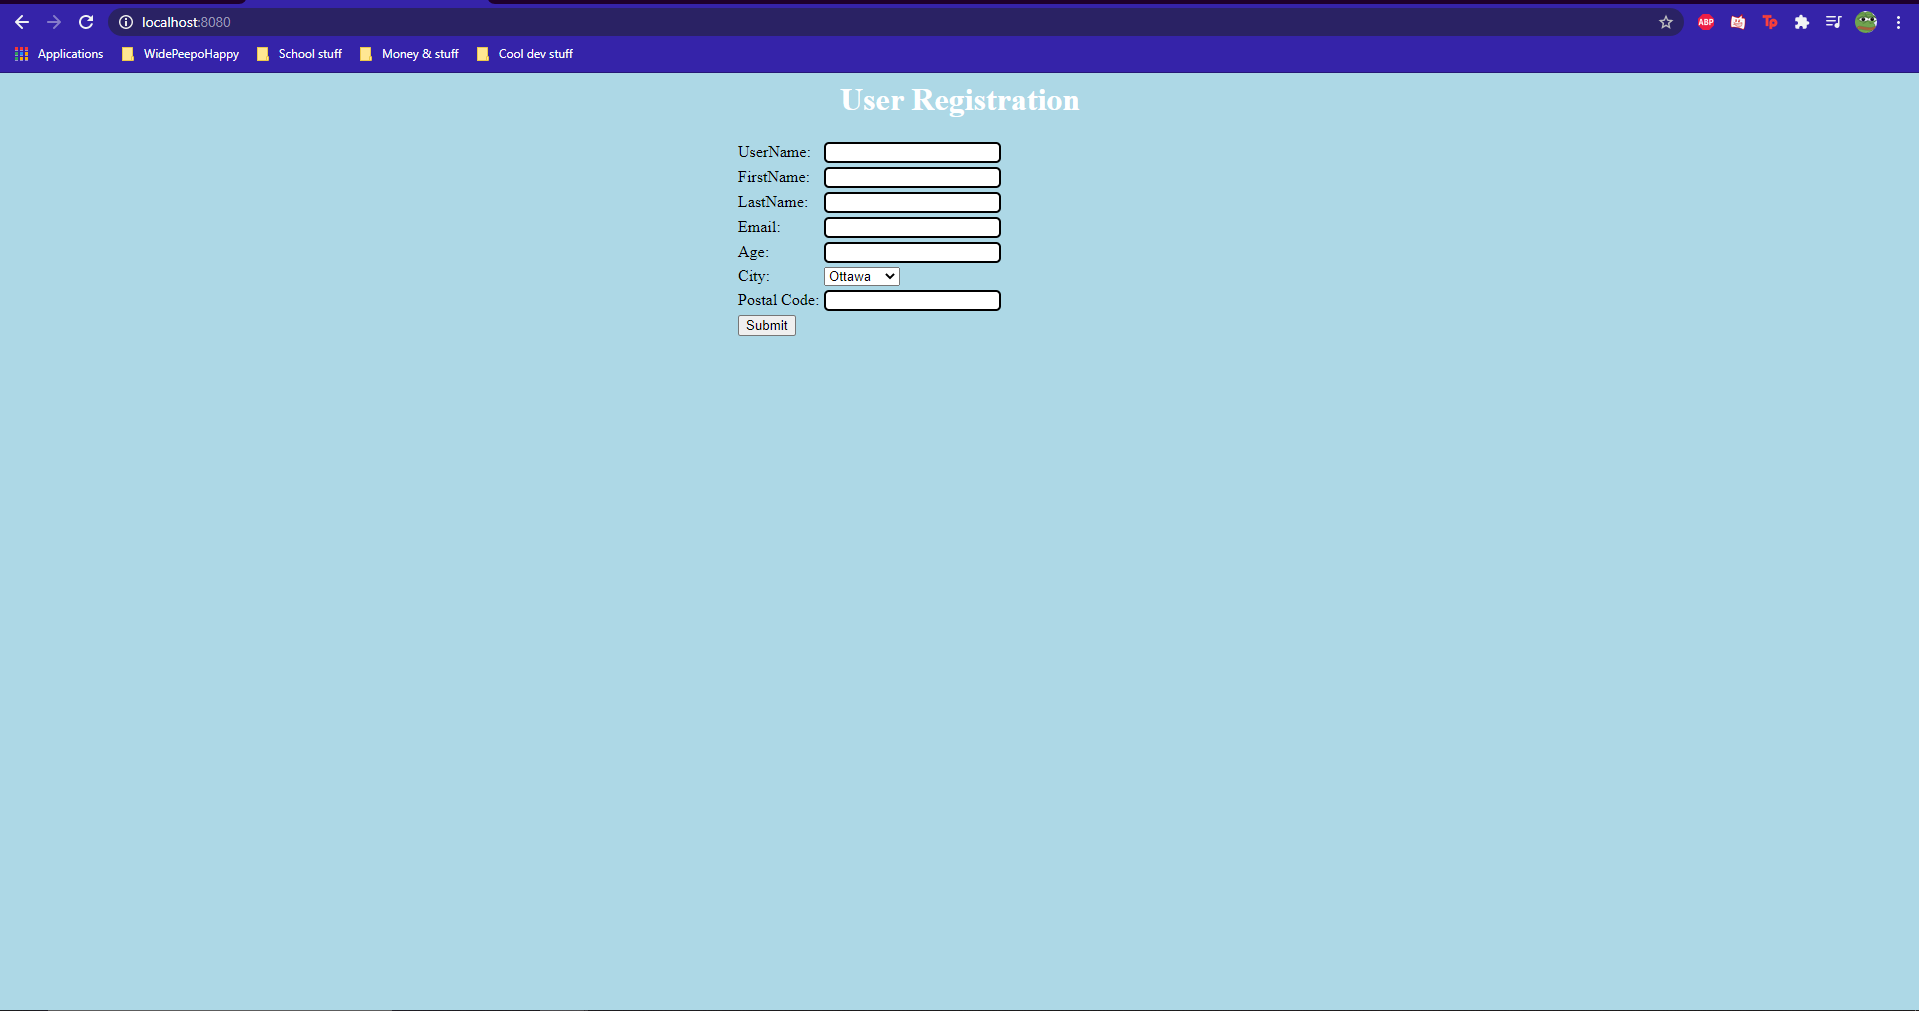 localhost:8080
ABP
Tp
Applications WidePeepoHappy School stuff Money & stuff Cool dev stuff
User Registration
UserName:
FirstName:
LastName:
Email:
Age:
City: Ottawa
Postal Code:
Submit